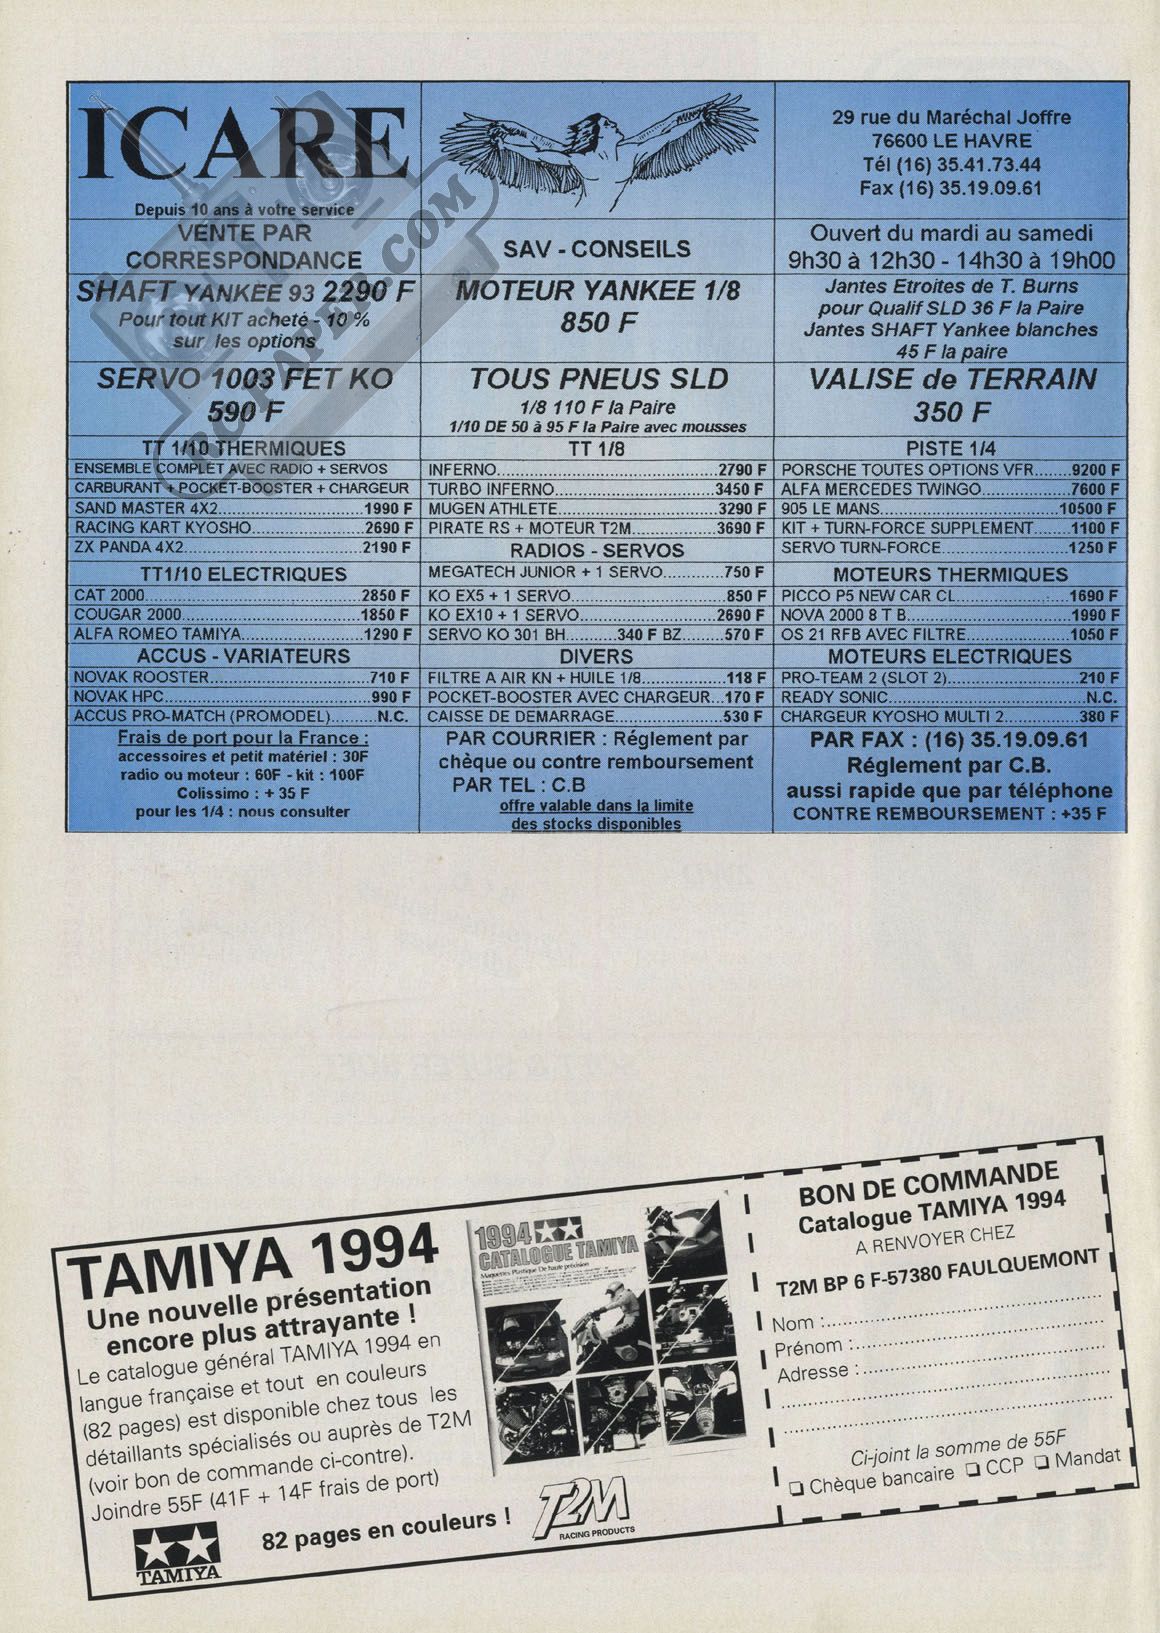 ICARE
Depuis 10 ans à votre service
29 rue du Maréchal Joffre
76600 LE HAVRE
Tél (16) 35.41.73.44
Fax (16) 35.19.09.61
VENTE PAR
CORRESPONDANCE
SAV - CONSEILS
Ouvert du mardi au samedi
9h30 à 12h30 - 14h30 à 19h00
SHAFT YANKEE 93 2290 F
Pour tout KIT acheté - 10 %
sur les options
MOTEUR YANKEE 1/8
850 F
Jantes Etroites de T. Burns
pour Qualif SLD 36 F la Paire
Jantes SHAFT Yankee blanches
45 F la paire
SERVO 1003 FET KO
590 F
TOUS PNEUS SLD
1/8 110 F la Paire
1/10 DE 50 à 95 F la Paire avec mousses
VALISE de TERRAIN
350 F
TT 1/10 THERMIQUES
ENSEMBLE COMPLET AVEC RADIO + SERVOS
CARBURANT + POCKET-BOOSTER + CHARGEUR
SAND MASTER 4X2...1990 F
RACING KART KYOSHO...2690 F
ZX PANDA 4X2...2190 F
TT1/10 ELECTRIQUES
CAT 2000...2850 F
COUGAR 2000...1850 F
ALFA ROMEO TAMIYA...1290 F
ACCUS - VARIATEURS
NOVAK ROOSTER...710 F
NOVAK HPC...990 F
ACCUS PRO-MATCH (PROMODEL)...N.C.
Frais de port pour la France :
accessoires et petit matériel : 30F
radio ou moteur : 60F - kit : 100F
Colissimo : + 35 F
pour les 1/4 : nous consulter
TT 1/8
INFERNO...2790 F
TURBO INFERNO...3450 F
MUGEN ATHLETE...3290 F
PIRATE RS + MOTEUR T2M...3690 F
RADIOS - SERVOS
MEGATECH JUNIOR + 1 SERVO...750 F
KO EX5 + 1 SERVO...850 F
KO EX10 + 1 SERVO...2690 F
SERVO KO 301 BH...340 F BZ...570 F
DIVERS
FILTRE A AIR KN + HUILE 1/8...118 F
POCKET-BOOSTER AVEC CHARGEUR...170 F
CAISSE DE DEMARRAGE...530 F
PAR COURRIER : Réglement par
chèque ou contre remboursement
PAR TEL : C.B
offre valable dans la limite
des stocks disponibles
PISTE 1/4
PORSCHE TOUTES OPTIONS VFR...9200 F
ALFA MERCEDES TWINGO...7600 F
905 LE MANS...10500 F
KIT + TURN-FORCE SUPPLEMENT...1100 F
SERVO TURN-FORCE...1250 F
MOTEURS THERMIQUES
PICCO P5 NEW CAR CL...1690 F
NOVA 2000 8 T B...1990 F
OS 21 RFB AVEC FILTRE...1050 F
MOTEURS ELECTRIQUES
PRO-TEAM 2 (SLOT 2)...210 F
READY SONIC...N.C.
CHARGEUR KYOSHO MULTI 2...380 F
PAR FAX : (16) 35.19.09.61
Réglement par C.B.
aussi rapide que par téléphone
CONTRE REMBOURSEMENT : +35 F
RCPAPER.COM
TAMIYA 1994
Une nouvelle présentation
encore plus attrayante !
Le catalogue général TAMIYA 1994 en
langue française et tout en couleurs
(82 pages) est disponible chez tous les
détaillants spécialisés ou auprès de T2M
(voir bon de commande ci-contre).
Joindre 55F (41F + 14F frais de port)
TAMIYA
82 pages en couleurs !
T2M
RACING PRODUCTS
1994
CATALOGUE TAMIYA
Maquettes Plastique De haute précision
BON DE COMMANDE
Catalogue TAMIYA 1994
A RENVOYER CHEZ
T2M BP 6 F-57380 FAULQUEMONT
Nom :
Prénom :
Adresse :
Ci-joint la somme de 55F
❏ Chèque bancaire ❏ CCP ❏ Mandat